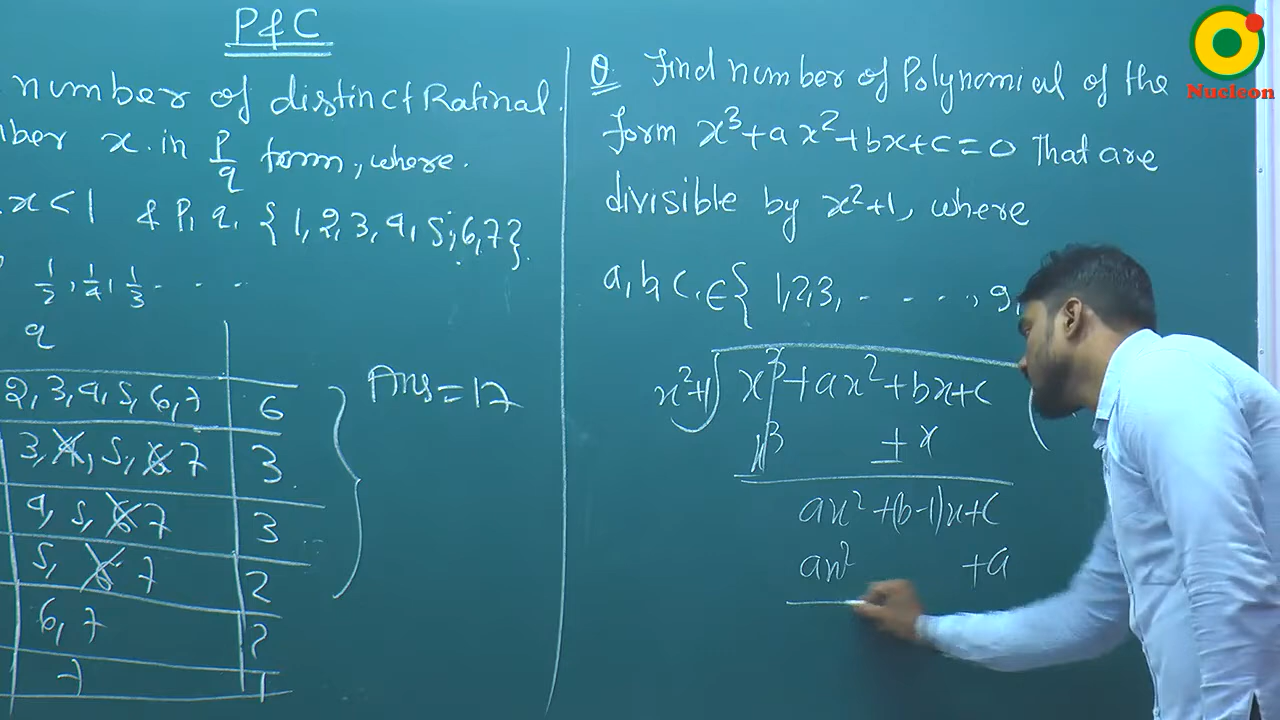 P & C
number of distinct Ratinal.
ber x. in p/q form, where.
x < 1 & P, q, {1, 2, 3, 4, 5, 6, 7}
1/2, 1/4, 1/3 . . . .
q
2, 3, 4, 5, 6, 7 6
3, 4, 5, 6 7 3
4, 5, 6 7 3
5, 6 7 2
6, 7 2
7 1
Ans = 17
Q. Find number of Polynomial of the
form x³+ax²+bx+c=0 That are
divisible by x²+1, where
a, b, c, ∈ { 1, 2, 3, . . . . ., 9,
x²+1 x³+ax²+bx+c
x³ ± x
ax²+(b-1)x+c
ax² +a
Nucleon